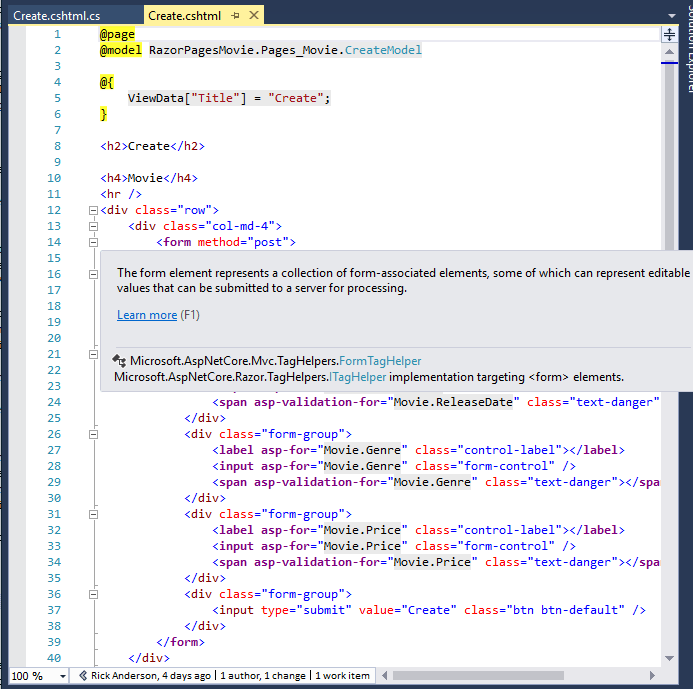 Create.cshtml.cs
Create.cshtml
Solution Explorer
1 @page
2 @model RazorPagesMovie.Pages_Movie.CreateModel
3
4 @{
5 ViewData["Title"] = "Create";
6 }
7
8 <h2>Create</h2>
9
10 <h4>Movie</h4>
11 <hr />
12 <div class="row">
13 <div class="col-md-4">
14 <form method="post">
15
16
17
18
19
20
21
22
23
The form element represents a collection of form-associated elements, some of which can represent editable
values that can be submitted to a server for processing.
Learn more (F1)
Microsoft.AspNetCore.Mvc.TagHelpers.FormTagHelper
Microsoft.AspNetCore.Razor.TagHelpers.ITagHelper implementation targeting <form> elements.
24 <span asp-validation-for="Movie.ReleaseDate" class="text-danger"
25 </div>
26 <div class="form-group">
27 <label asp-for="Movie.Genre" class="control-label"></label>
28 <input asp-for="Movie.Genre" class="form-control" />
29 <span asp-validation-for="Movie.Genre" class="text-danger"></spa
30 </div>
31 <div class="form-group">
32 <label asp-for="Movie.Price" class="control-label"></label>
33 <input asp-for="Movie.Price" class="form-control" />
34 <span asp-validation-for="Movie.Price" class="text-danger"></spa
35 </div>
36 <div class="form-group">
37 <input type="submit" value="Create" class="btn btn-default" />
38 </div>
39 </form>
40 </div>
100 %
Rick Anderson, 4 days ago | 1 author, 1 change | 1 work item